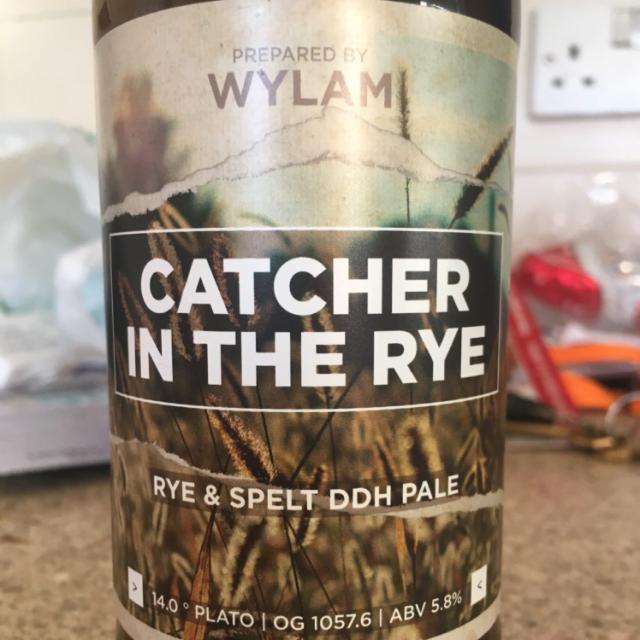 PREPARED BY
WYLAM
CATCHER
IN THE RYE
RYE & SPELT DDH PALE
14.0 ° PLATO | OG 1057.6 | ABV 5.8%